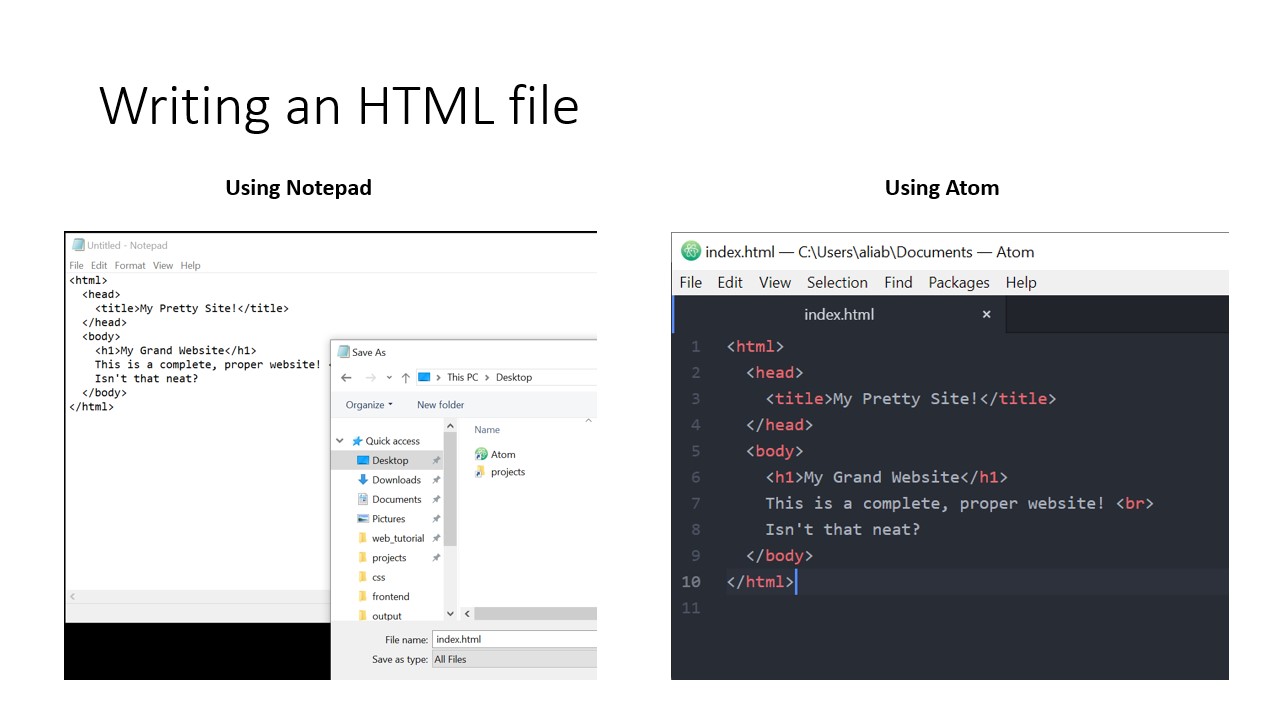 Writing an HTML file
Using Notepad
Untitled - Notepad
File Edit Format View Help
<html>
<head>
<title>My Pretty Site!</title>
</head>
<body>
<h1>My Grand Website</h1>
This is a complete, proper website!
Isn't that neat?
</body>
</html>
Save As
This PC > Desktop
Organize New folder
Name
Quick access
Desktop
Downloads
Documents
Pictures
web_tutorial
projects
css
frontend
output
Atom
projects
File name: index.html
Save as type: All Files
Using Atom
index.html — C:\Users\aliab\Documents — Atom
File Edit View Selection Find Packages Help
index.html ×
1 <html>
2 <head>
3 <title>My Pretty Site!</title>
4 </head>
5 <body>
6 <h1>My Grand Website</h1>
7 This is a complete, proper website! <br>
8 Isn't that neat?
9 </body>
10 </html>
11